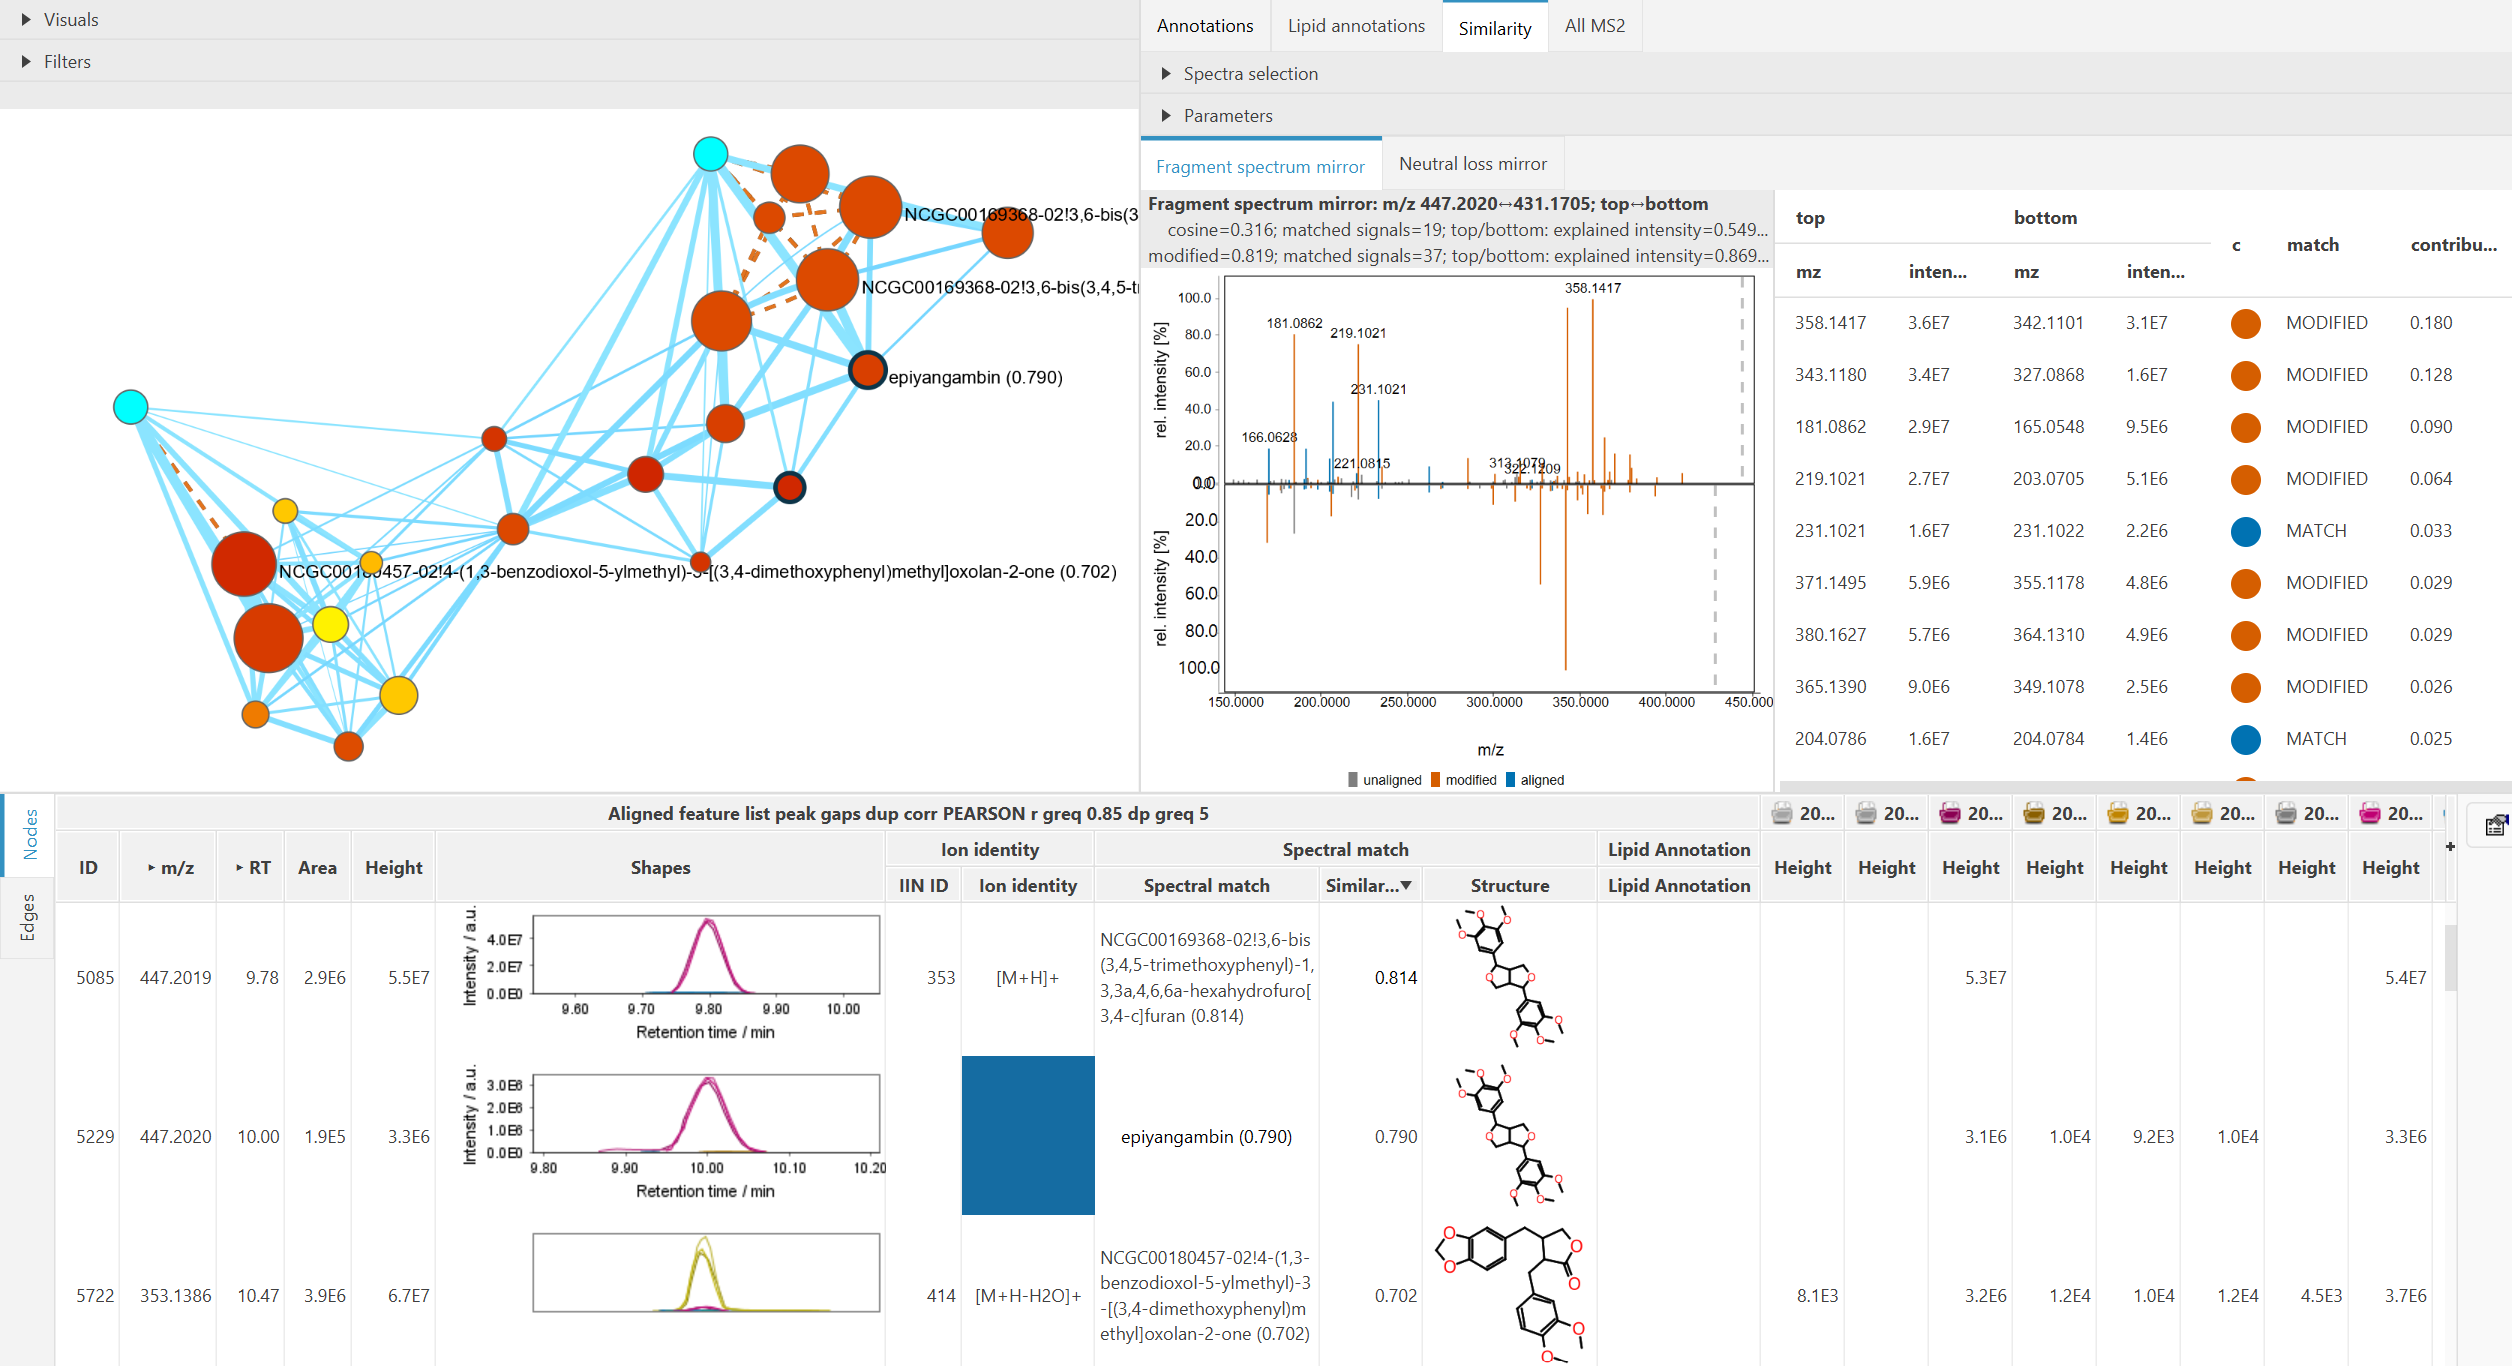 Visuals
Filters
NCGC00169368-02!3,6-bis(3
NCGC00169368-02!3,6-bis(3,4,5-t
epiyangambin (0.790)
NCGC00180457-02!4-(1,3-benzodioxol-5-ylmethyl)-3-[(3,4-dimethoxyphenyl)methyl]oxolan-2-one (0.702)
Annotations Lipid annotations Similarity All MS2
Spectra selection
Parameters
Fragment spectrum mirror Neutral loss mirror
Fragment spectrum mirror: m/z 447.2020↔431.1705; top↔bottom
cosine=0.316; matched signals=19; top/bottom: explained intensity=0.549...
modified=0.819; matched signals=37; top/bottom: explained intensity=0.869...
rel. intensity [%]
100.0
80.0
60.0
40.0
20.0
0.0
358.1417
181.0862
219.1021
231.1021
166.0628
221.0815
313.1079
322.1209
rel. intensity [%]
20.0
40.0
60.0
80.0
100.0
150.0000 200.0000 250.0000 300.0000 350.0000 400.0000 450.000
m/z
unaligned modified aligned
top bottom c match contribu...
mz inten... mz inten...
358.1417 3.6E7 342.1101 3.1E7 MODIFIED 0.180
343.1180 3.4E7 327.0868 1.6E7 MODIFIED 0.128
181.0862 2.9E7 165.0548 9.5E6 MODIFIED 0.090
219.1021 2.7E7 203.0705 5.1E6 MODIFIED 0.064
231.1021 1.6E7 231.1022 2.2E6 MATCH 0.033
371.1495 5.9E6 355.1178 4.8E6 MODIFIED 0.029
380.1627 5.7E6 364.1310 4.9E6 MODIFIED 0.029
365.1390 9.0E6 349.1078 2.5E6 MODIFIED 0.026
204.0786 1.6E7 204.0784 1.4E6 MATCH 0.025
Nodes
Edges
Aligned feature list peak gaps dup corr PEARSON r greq 0.85 dp greq 5 20... 20... 20... 20... 20... 20... 20... 20...
ID m/z RT Area Height Shapes Ion identity Spectral match Lipid Annotation Height Height Height Height Height Height Height Height +
IIN ID Ion identity Spectral match Similar... Structure Lipid Annotation
5085 447.2019 9.78 2.9E6 5.5E7 353 [M+H]+ 0.814 5.3E7 5.4E7
Intensity / a.u.
4.0E7
2.0E7
0.0E0
9.60 9.70 9.80 9.90 10.00
Retention time / min
NCGC00169368-02!3,6-bis
(3,4,5-trimethoxyphenyl)-1,
3,3a,4,6,6a-hexahydrofuro[
3,4-c]furan (0.814)
O O O O O O O O
5229 447.2020 10.00 1.9E5 3.3E6 epiyangambin (0.790) 0.790 3.1E6 1.0E4 9.2E3 1.0E4 3.3E6
Intensity / a.u.
3.0E6
2.0E6
1.0E6
0.0E0
9.80 9.90 10.00 10.10 10.20
Retention time / min
O O O O O O O O
5722 353.1386 10.47 3.9E6 6.7E7 414 [M+H-H2O]+ 0.702 8.1E3 3.2E6 1.2E4 1.0E4 1.2E4 4.5E3 3.7E6
NCGC00180457-02!4-(1,3-
benzodioxol-5-ylmethyl)-3
-[(3,4-dimethoxyphenyl)m
ethyl]oxolan-2-one (0.702)
O O O O O O